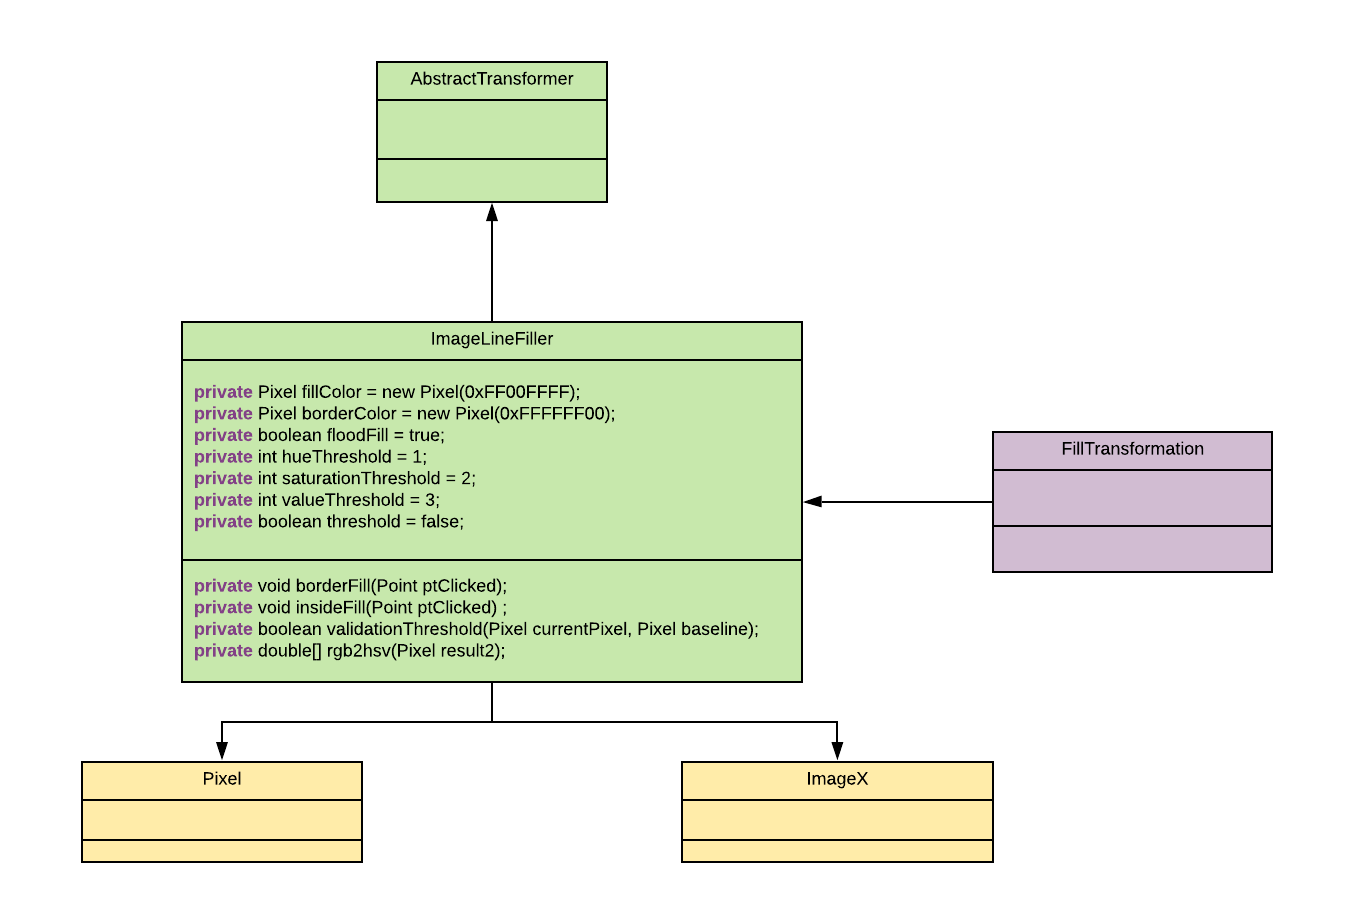 AbstractTransformer
ImageLineFiller
private Pixel fillColor = new Pixel(0xFF00FFFF);
private Pixel borderColor = new Pixel(0xFFFFFF00);
private boolean floodFill = true;
private int hueThreshold = 1;
private int saturationThreshold = 2;
private int valueThreshold = 3;
private boolean threshold = false;
FillTransformation
private void borderFill(Point ptClicked);
private void insideFill(Point ptClicked) ;
private boolean validationThreshold(Pixel currentPixel, Pixel baseline);
private double[] rgb2hsv(Pixel result2);
Pixel
ImageX